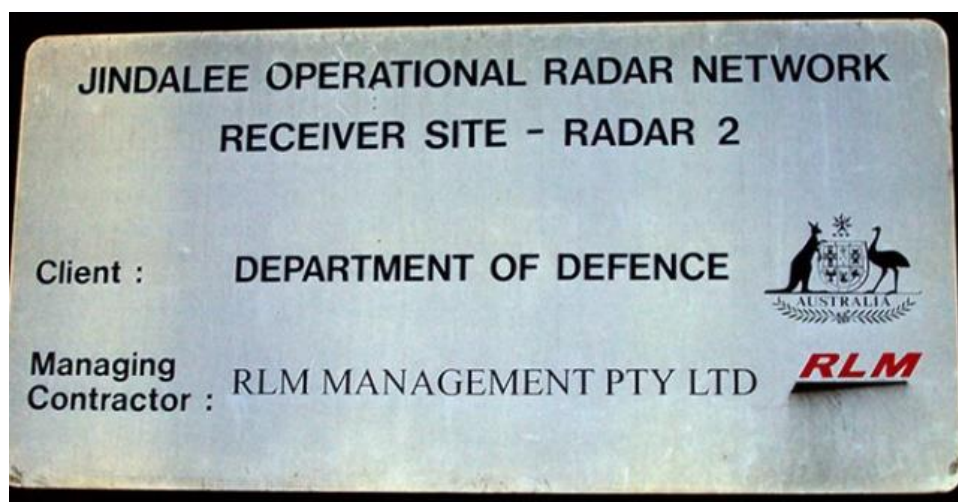 JINDALEE OPERATIONAL RADAR NETWORK
RECEIVER SITE - RADAR 2
Client : DEPARTMENT OF DEFENCE
AUSTRALIA
Managing
Contractor : RLM MANAGEMENT PTY LTD
RLM